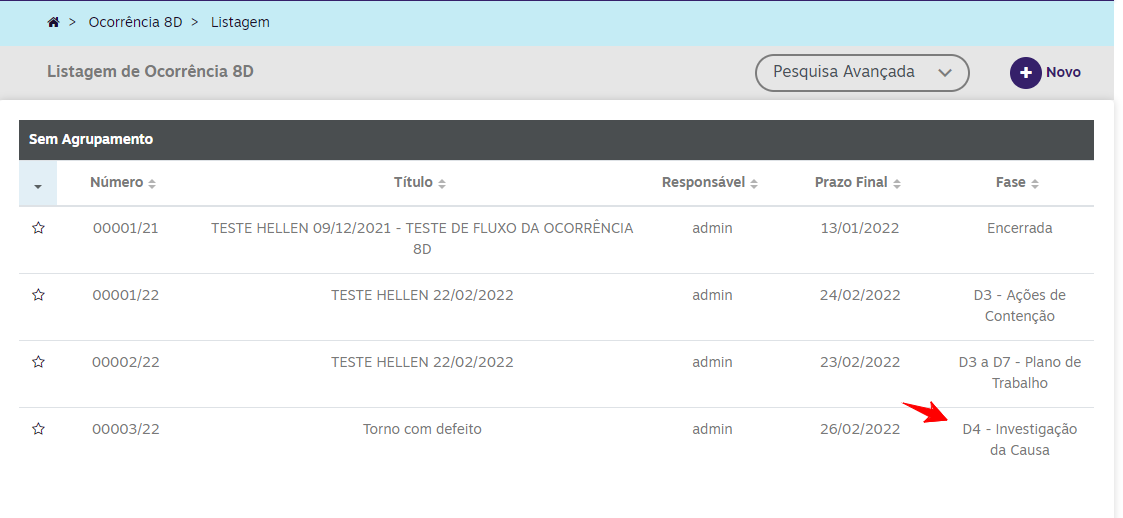 > Ocorrência 8D > Listagem
Listagem de Ocorrência 8D
Pesquisa Avançada
+ Novo
Sem Agrupamento
Número Título Responsável Prazo Final Fase
00001/21 TESTE HELLEN 09/12/2021 - TESTE DE FLUXO DA OCORRÊNCIA admin 13/01/2022 Encerrada
8D
00001/22 TESTE HELLEN 22/02/2022 admin 24/02/2022 D3 - Ações de
Contenção
00002/22 TESTE HELLEN 22/02/2022 admin 23/02/2022 D3 a D7 - Plano de
Trabalho
00003/22 Torno com defeito admin 26/02/2022 D4 - Investigação
da Causa